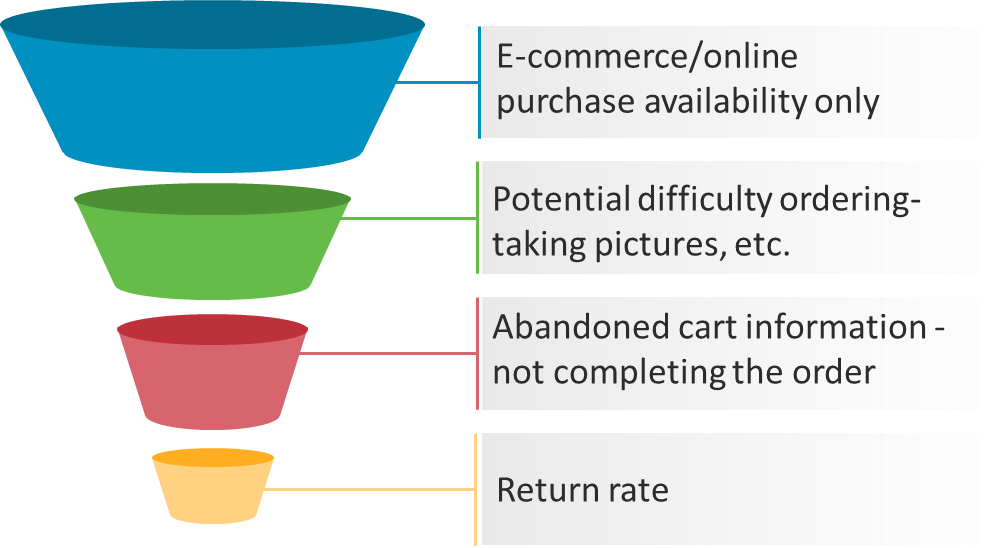 E-commerce/online
purchase availability only
Potential difficulty ordering-
taking pictures, etc.
Abandoned cart information -
not completing the order
Return rate